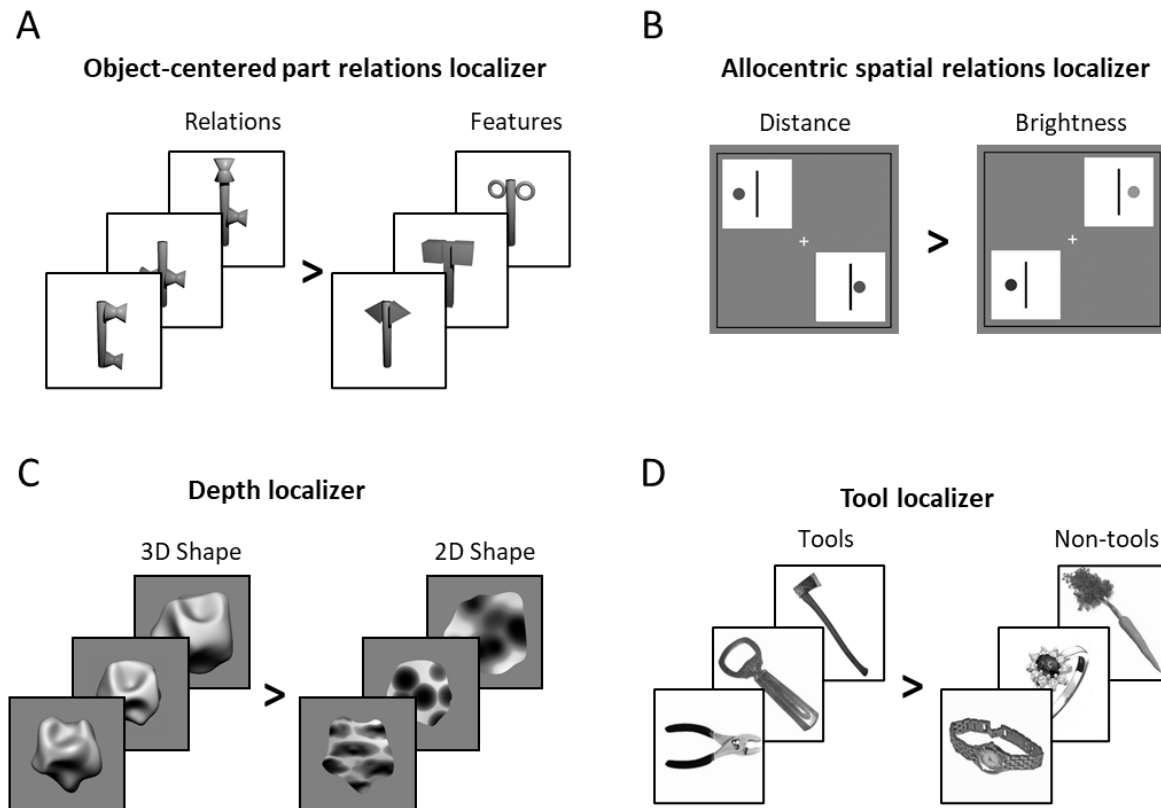 A
Object-centered part relations localizer
Relations
Features
>
B
Allocentric spatial relations localizer
Distance
Brightness
>
C
Depth localizer
3D Shape
2D Shape
>
D
Tool localizer
Tools
Non-tools
>